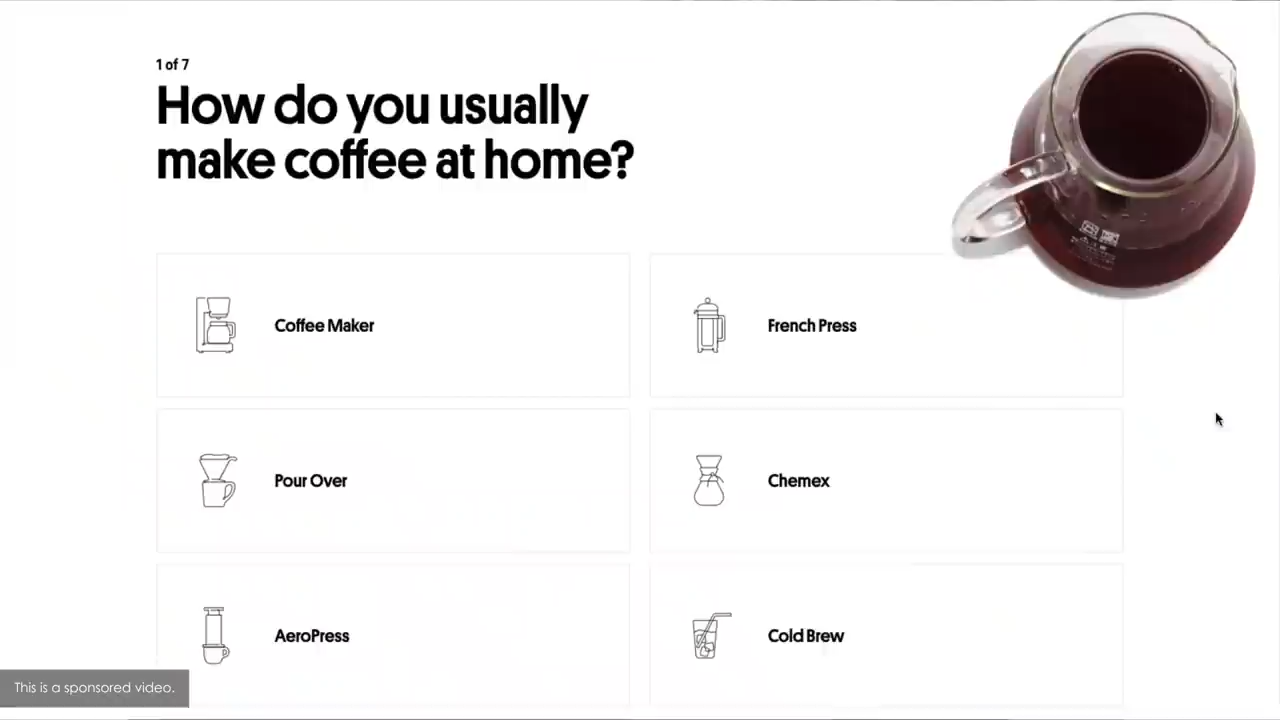 1 of 7
How do you usually
make coffee at home?
Coffee Maker
French Press
Pour Over
Chemex
AeroPress
Cold Brew
This is a sponsored video.